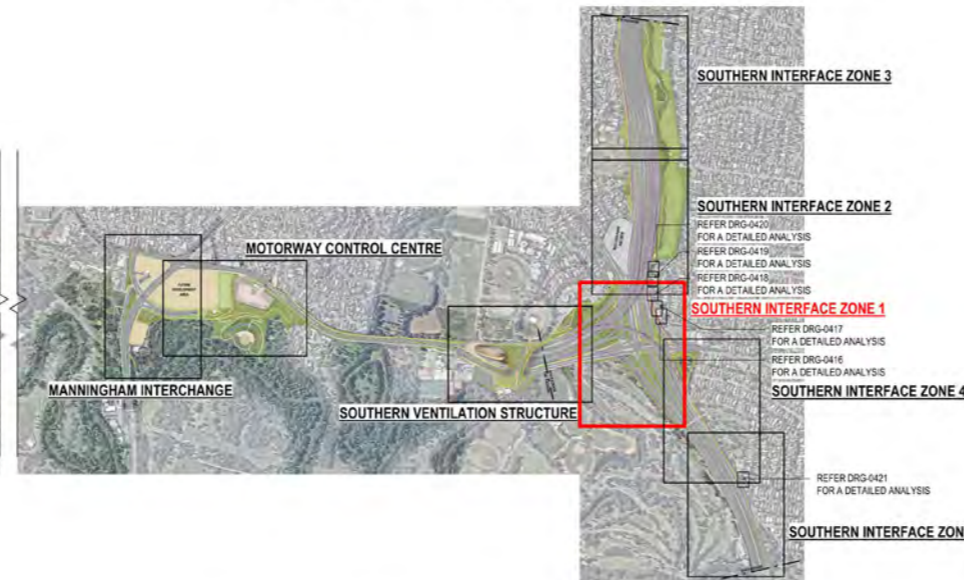 SOUTHERN INTERFACE ZONE 3
SOUTHERN INTERFACE ZONE 2
REFER DRG-0420
FOR A DETAILED ANALYSIS
REFER DRG-0419
FOR A DETAILED ANALYSIS
REFER DRG-0418
FOR A DETAILED ANALYSIS
SOUTHERN INTERFACE ZONE 1
REFER DRG-0417
FOR A DETAILED ANALYSIS
REFER DRG-0416
FOR A DETAILED ANALYSIS
SOUTHERN INTERFACE ZONE 4
MOTORWAY CONTROL CENTRE
MANNINGHAM INTERCHANGE
SOUTHERN VENTILATION STRUCTURE
REFER DRG-0421
FOR A DETAILED ANALYSIS
SOUTHERN INTERFACE ZON